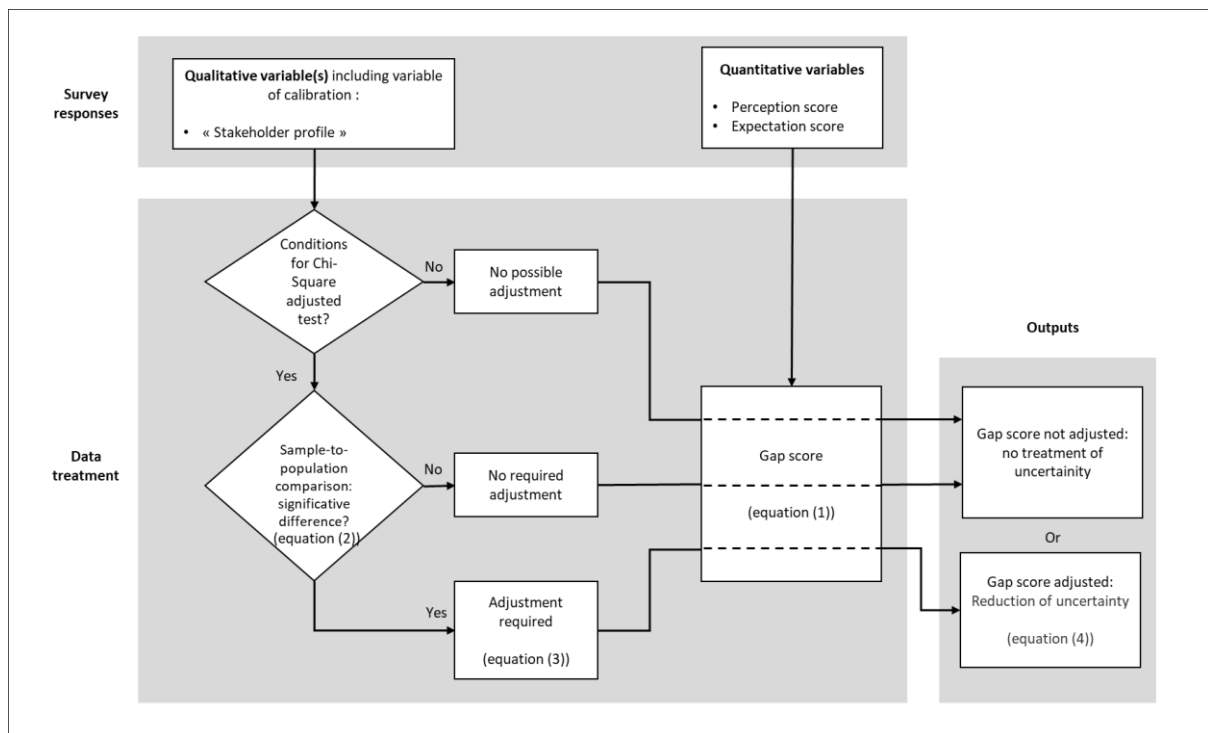 Survey
responses
Qualitative variable(s) including variable
of calibration :
• « Stakeholder profile »
Quantitative variables
• Perception score
• Expectation score
Data
treatment
Conditions
for Chi-
Square
adjusted
test?
No
No possible
adjustment
Yes
Sample-to-
population
comparison:
significative
difference?
(equation (2))
No
No required
adjustment
Yes
Adjustment
required
(equation (3))
Gap score
(equation (1))
Outputs
Gap score not adjusted:
no treatment of
uncertainity
Or
Gap score adjusted:
Reduction of uncertainty
(equation (4))